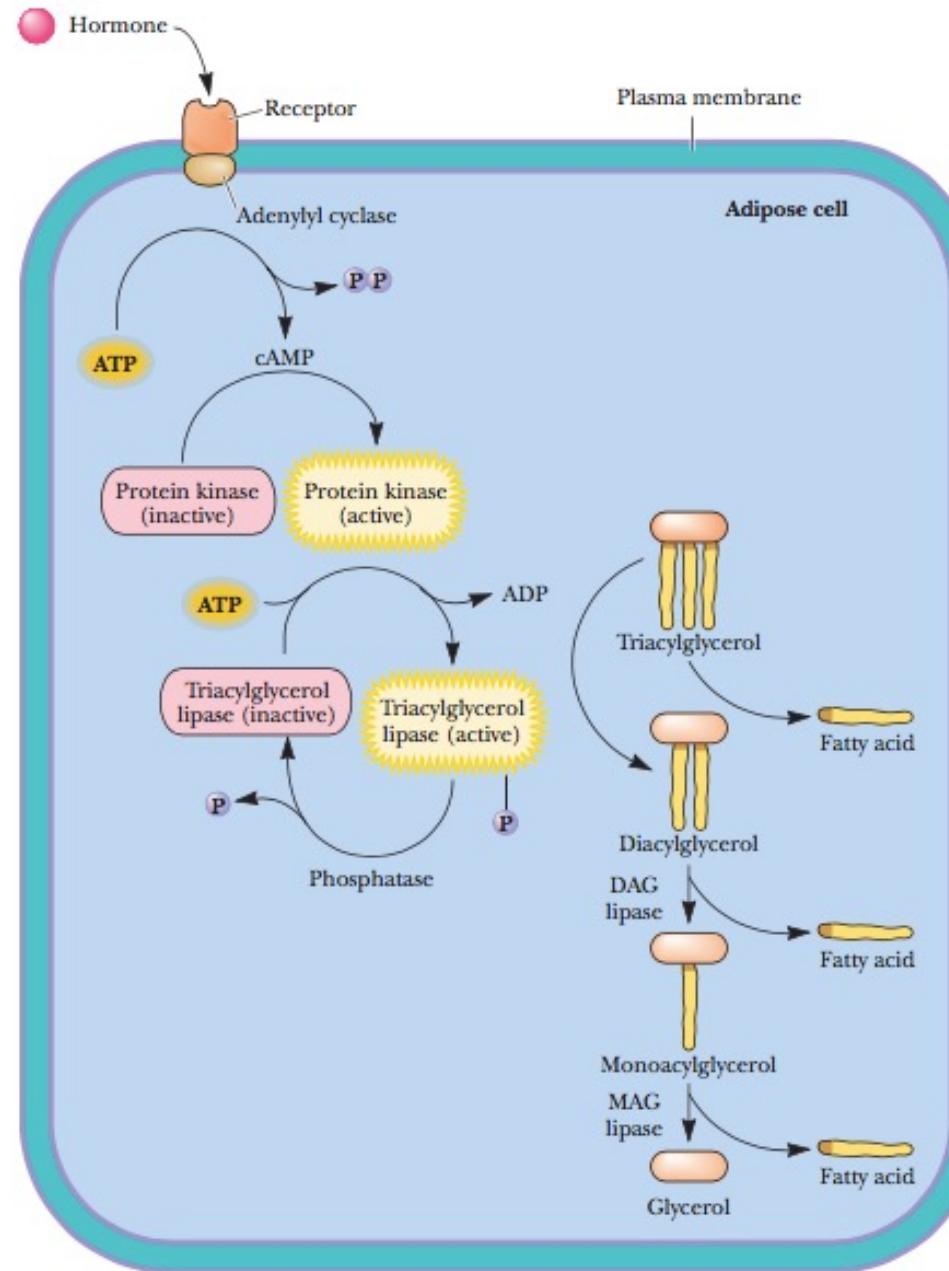 Hormone
Receptor
Plasma membrane
Adenylyl cyclase
Adipose cell
P P
ATP
cAMP
Protein kinase
(inactive)
Protein kinase
(active)
ATP
ADP
Triacylglycerol
lipase (inactive)
Triacylglycerol
lipase (active)
P
P
Phosphatase
Triacylglycerol
Fatty acid
Diacylglycerol
DAG
lipase
Fatty acid
Monoacylglycerol
MAG
lipase
Fatty acid
Glycerol